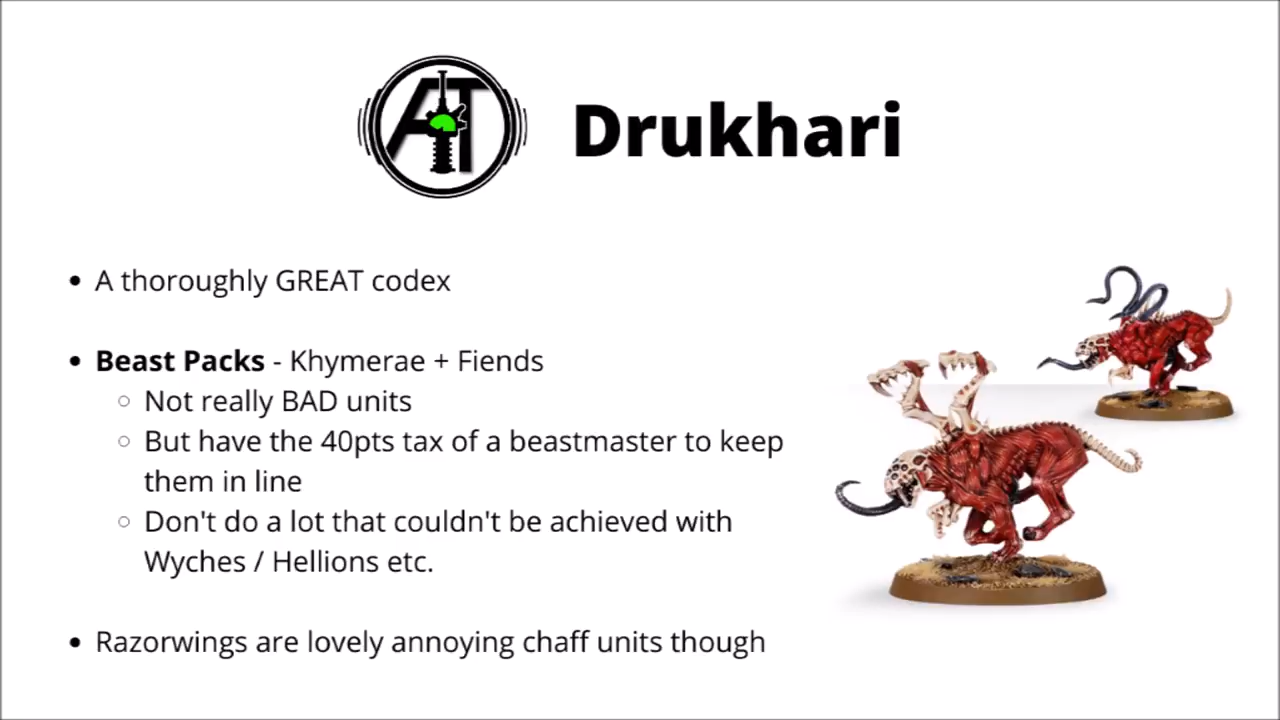 AT
Drukhari
• A thoroughly GREAT codex
• Beast Packs - Khymerae + Fiends
○ Not really BAD units
○ But have the 40pts tax of a beastmaster to keep
them in line
○ Don't do a lot that couldn't be achieved with
Wyches / Hellions etc.
• Razorwings are lovely annoying chaff units though